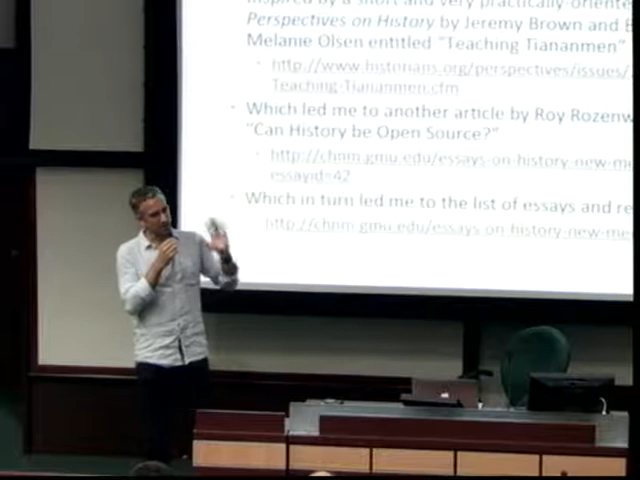 Inspired by a short and very practically-oriente
Perspectives on History by Jeremy Brown and B
Melanie Olsen entitled "Teaching Tiananmen"
http://www.historians.org/perspectives/issues/
Teaching-Tiananmen.cfm
Which led me to another article by Roy Rozenw
"Can History be Open Source?"
http://chnm.gmu.edu/essays-on-history-new-me
essayid=42
Which in turn led me to the list of essays and re
http://chnm.gmu.edu/essays-on-history-new-me